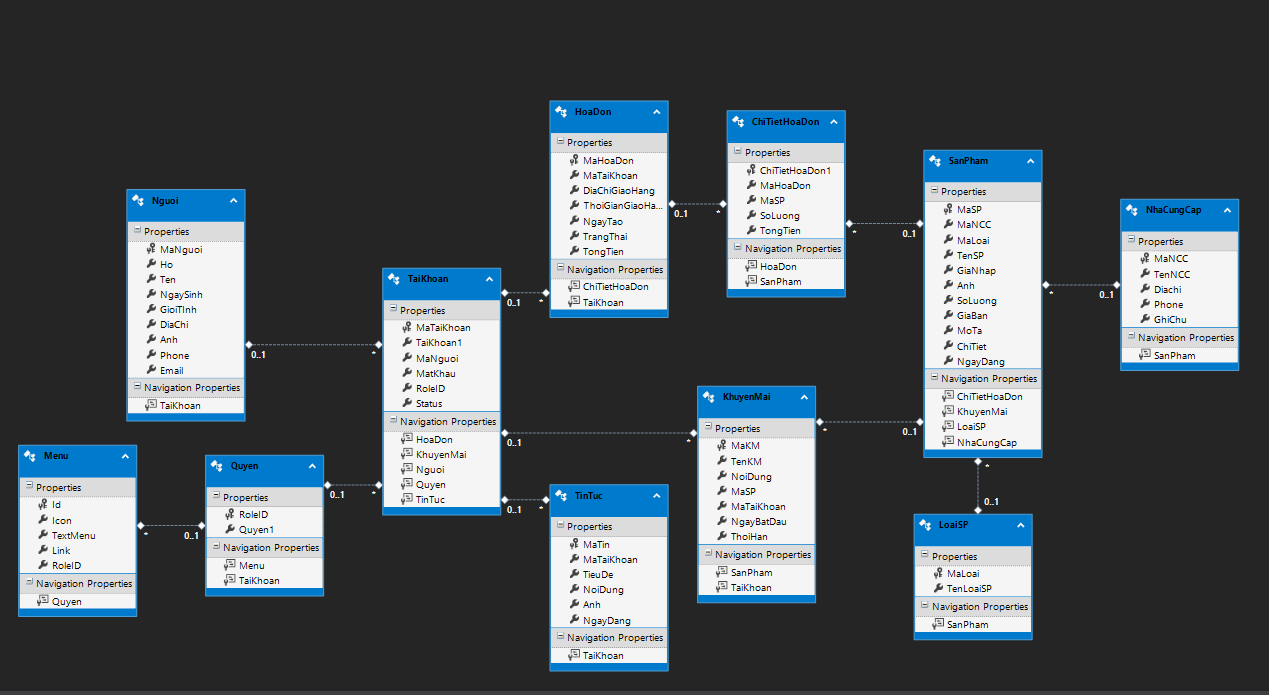 Nguoi
Properties
MaNguoi
Ho
Ten
NgaySinh
GioiTInh
DiaChi
Anh
Phone
Email
Navigation Properties
TaiKhoan
0..1
*
Menu
Properties
Id
Icon
TextMenu
Link
RoleID
Navigation Properties
Quyen
*
0..1
Quyen
Properties
RoleID
Quyen1
Navigation Properties
Menu
TaiKhoan
0..1
*
TaiKhoan
Properties
MaTaiKhoan
TaiKhoan1
MaNguoi
MatKhau
RoleID
Status
Navigation Properties
HoaDon
KhuyenMai
Nguoi
Quyen
TinTuc
0..1
*
0..1
*
0..1
*
HoaDon
Properties
MaHoaDon
MaTaiKhoan
DiaChiGiaoHang
ThoiGianGiaoHa...
NgayTao
TrangThai
TongTien
Navigation Properties
ChiTietHoaDon
TaiKhoan
0..1
*
TinTuc
Properties
MaTin
MaTaiKhoan
TieuDe
NoiDung
Anh
NgayDang
Navigation Properties
TaiKhoan
ChiTietHoaDon
Properties
ChiTietHoaDon1
MaHoaDon
MaSP
SoLuong
TongTien
Navigation Properties
HoaDon
SanPham
*
0..1
KhuyenMai
Properties
MaKM
TenKM
NoiDung
MaSP
MaTaiKhoan
NgayBatDau
ThoiHan
Navigation Properties
SanPham
TaiKhoan
*
0..1
SanPham
Properties
MaSP
MaNCC
MaLoai
TenSP
GiaNhap
Anh
SoLuong
GiaBan
MoTa
ChiTiet
NgayDang
Navigation Properties
ChiTietHoaDon
KhuyenMai
LoaiSP
NhaCungCap
*
0..1
*
0..1
LoaiSP
Properties
MaLoai
TenLoaiSP
Navigation Properties
SanPham
NhaCungCap
Properties
MaNCC
TenNCC
Diachi
Phone
GhiChu
Navigation Properties
SanPham